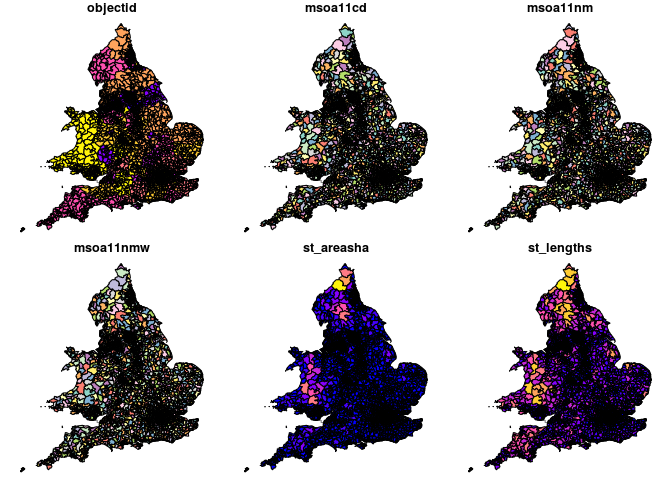 objectid
msoa11cd
msoa11nm
msoa11nmw
st_areasha
st_lengths